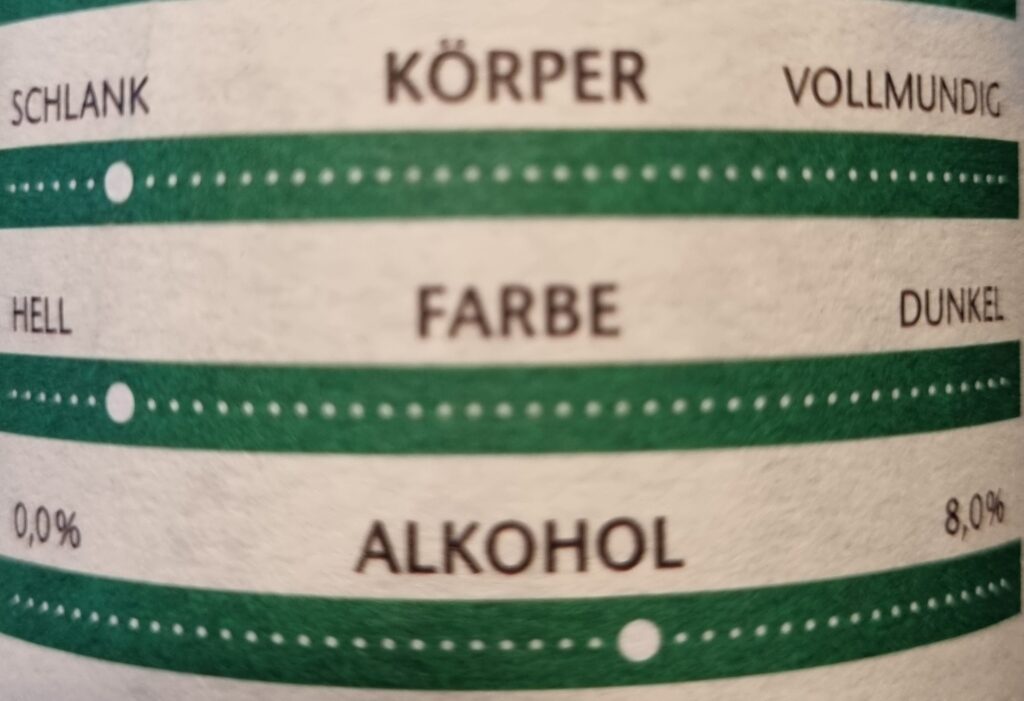 SCHLANK KÖRPER VOLLMUNDIG
HELL FARBE DUNKEL
0,0% ALKOHOL 8,0%